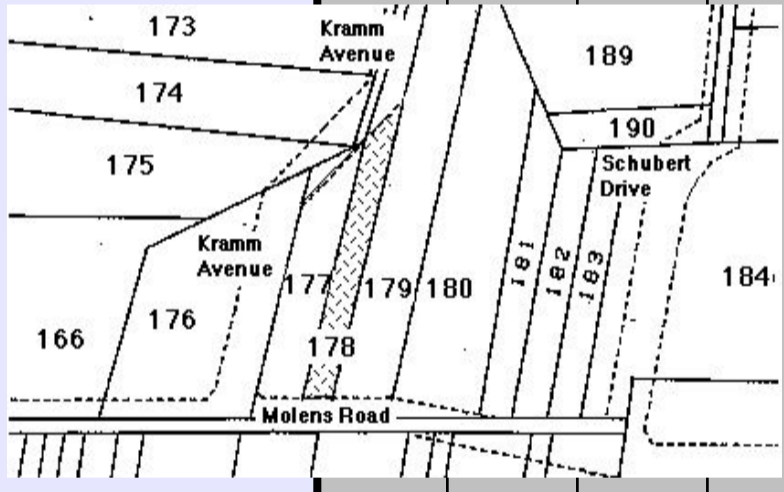 173
Kramm
Avenue
189
174
190
175
Schubert
Drive
Kramm
Avenue
181
182
183
177
179
180
184
176
166
178
Molens Road